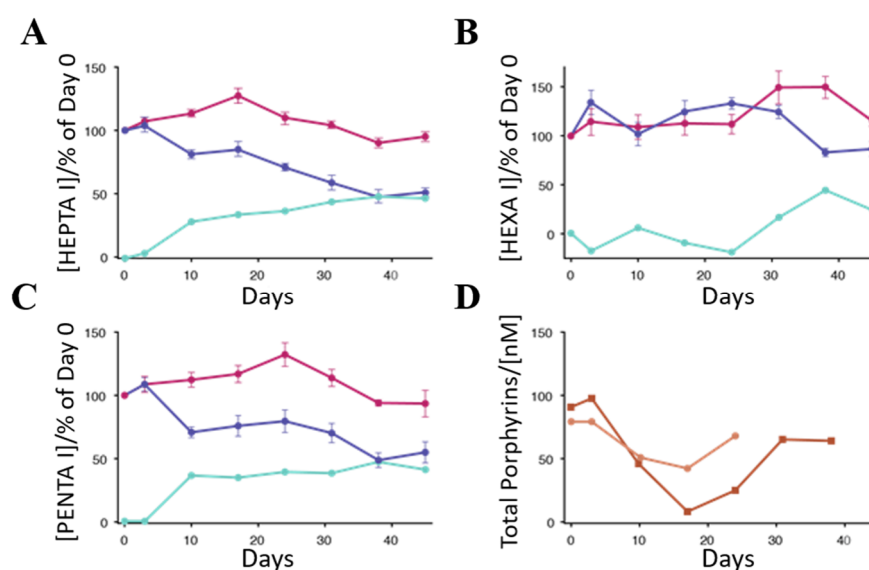 A
[HEPTA I]/% of Day 0
150
100
50
0
0 10 20 30 40
Days
B
[HEXA I]/% of Day 0
150
100
50
0
0 10 20 30 40
Days
C
[PENTA I]/% of Day 0
150
100
50
0
0 10 20 30 40
Days
D
Total Porphyrins/[nM]
150
100
50
0
0 10 20 30 40
Days